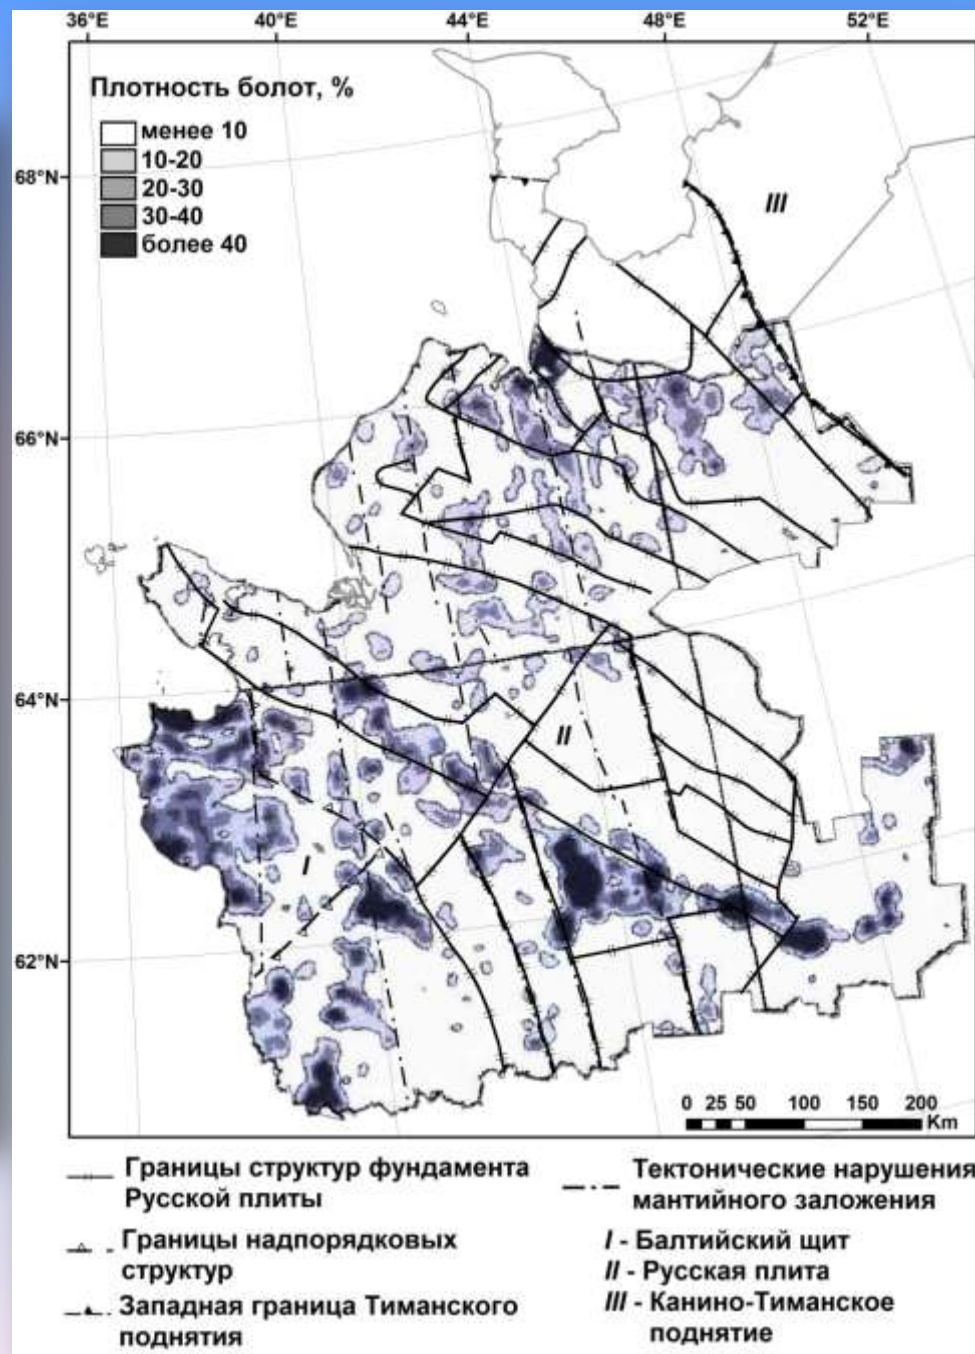 36°E 40°E 44°E 48°E 52°E
Плотность болот, %
менее 10
10-20
20-30
30-40
более 40
68°N
III
66°N
64°N
II
I
62°N
0 25 50 100 150 200
Km
Границы структур фундамента
Русской плиты
Границы надпорядковых
структур
Западная граница Тиманского
поднятия
Тектонические нарушения
мантийного заложения
I - Балтийский щит
II - Русская плита
III - Канино-Тиманское
поднятие